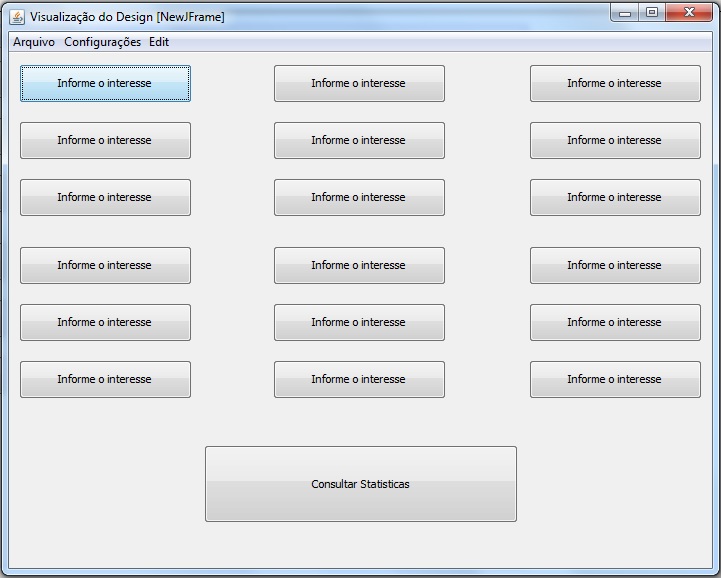 Visualização do Design [NewJFrame]
Arquivo Configurações Edit
Informe o interesse Informe o interesse Informe o interesse
Informe o interesse Informe o interesse Informe o interesse
Informe o interesse Informe o interesse Informe o interesse
Informe o interesse Informe o interesse Informe o interesse
Informe o interesse Informe o interesse Informe o interesse
Informe o interesse Informe o interesse Informe o interesse
Consultar Statisticas